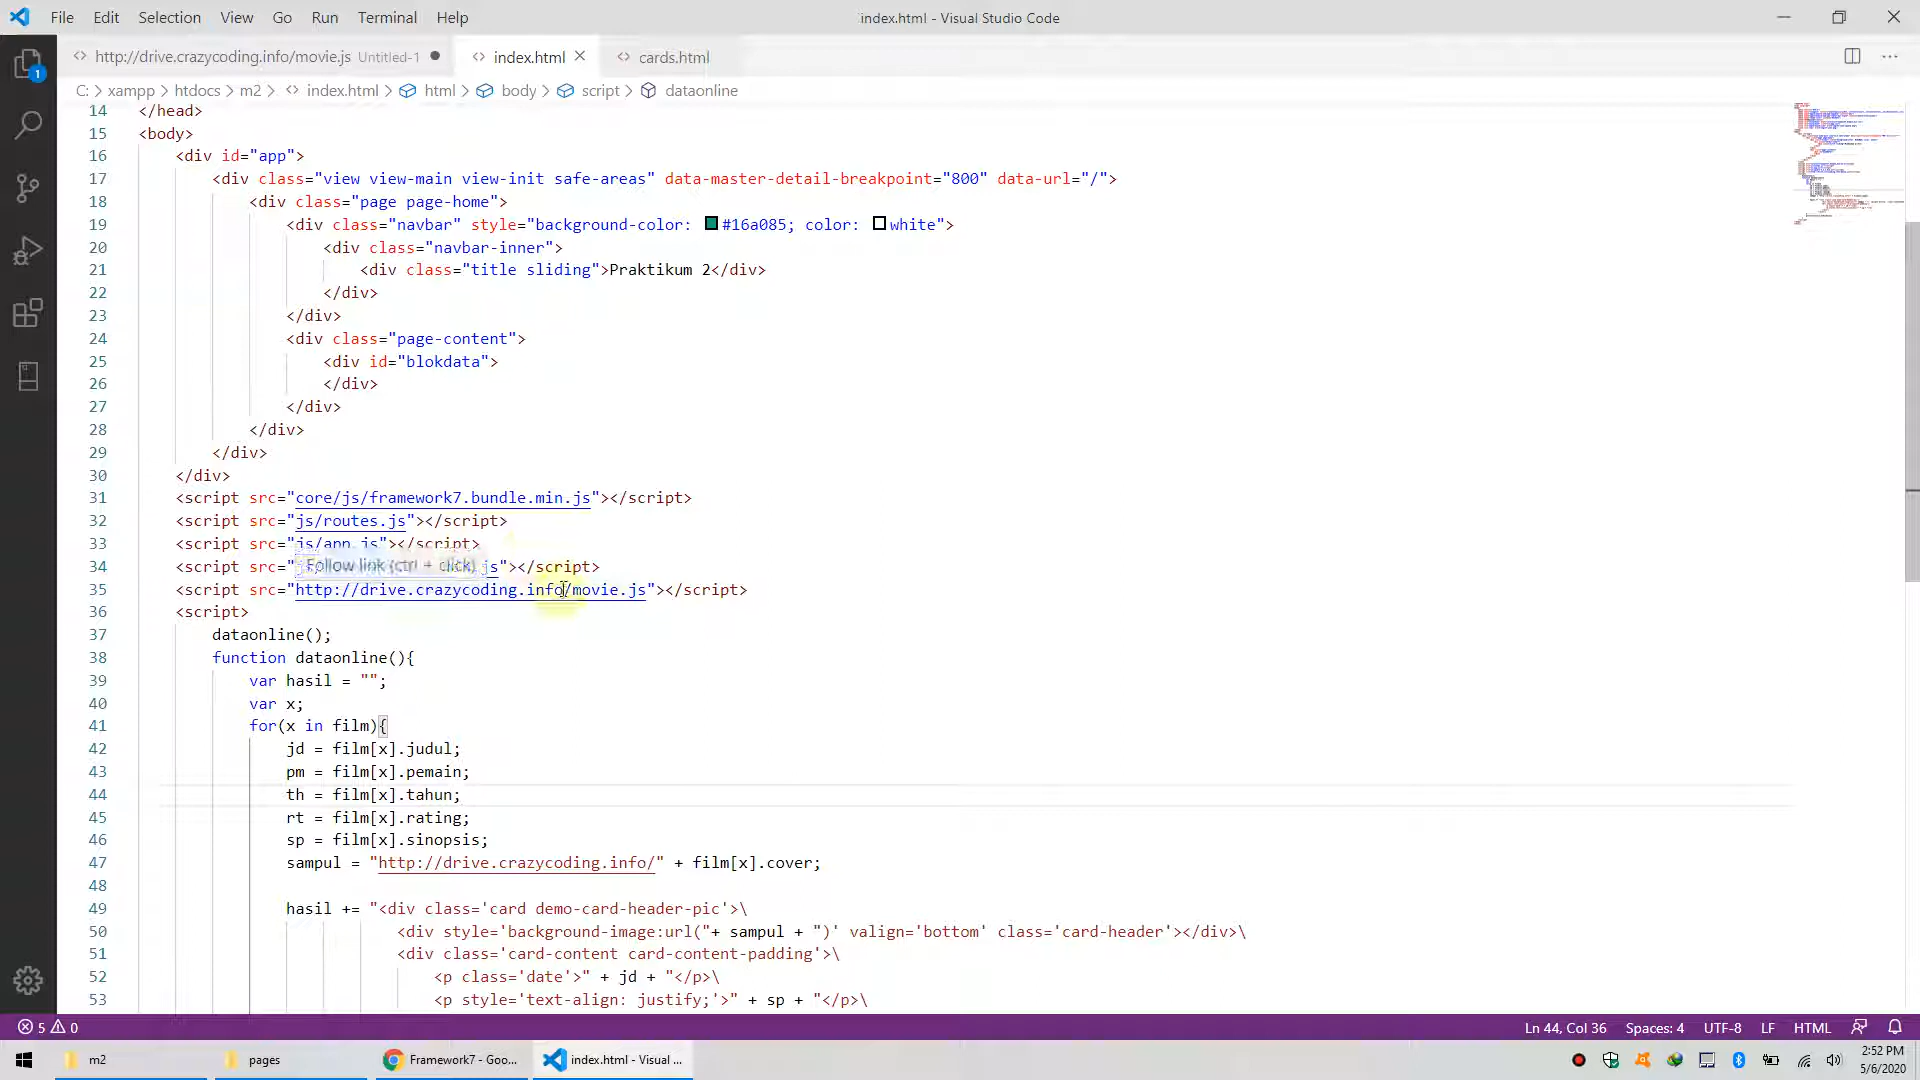 File Edit Selection View Go Run Terminal Help
index.html - Visual Studio Code
http://drive.crazycoding.info/movie.js Untitled-1
index.html
cards.html
C: > xampp > htdocs > m2 > index.html > html > body > script > dataonline
1
14 </head>
15 <body>
16 <div id="app">
17 <div class="view view-main view-init safe-areas" data-master-detail-breakpoint="800" data-url="/">
18 <div class="page page-home">
19 <div class="navbar" style="background-color: #16a085; color: white">
20 <div class="navbar-inner">
21 <div class="title sliding">Praktikum 2</div>
22 </div>
23 </div>
24 <div class="page-content">
25 <div id="blokdata">
26 </div>
27 </div>
28 </div>
29 </div>
30 </div>
31 <script src="core/js/framework7.bundle.min.js"></script>
32 <script src="js/routes.js"></script>
33 <script src="js/app.js"></script>
Follow link (ctrl + click)
34 <script src=" js"></script>
35 <script src="http://drive.crazycoding.info/movie.js"></script>
36 <script>
37 dataonline();
38 function dataonline(){
39 var hasil = "";
40 var x;
41 for(x in film){
42 jd = film[x].judul;
43 pm = film[x].pemain;
44 th = film[x].tahun;
45 rt = film[x].rating;
46 sp = film[x].sinopsis;
47 sampul = "http://drive.crazycoding.info/" + film[x].cover;
48
49 hasil += "<div class='card demo-card-header-pic'>\
50 <div style='background-image:url("+ sampul + ")' valign='bottom' class='card-header'></div>\
51 <div class='card-content card-content-padding'>\
52 <p class='date'>" + jd + "</p>\
53 <p style='text-align: justify;'>" + sp + "</p>\
5 0
Ln 44, Col 36 Spaces: 4 UTF-8 LF HTML
m2
pages
Framework7 - Goo...
index.html - Visual ...
2:52 PM
5/6/2020